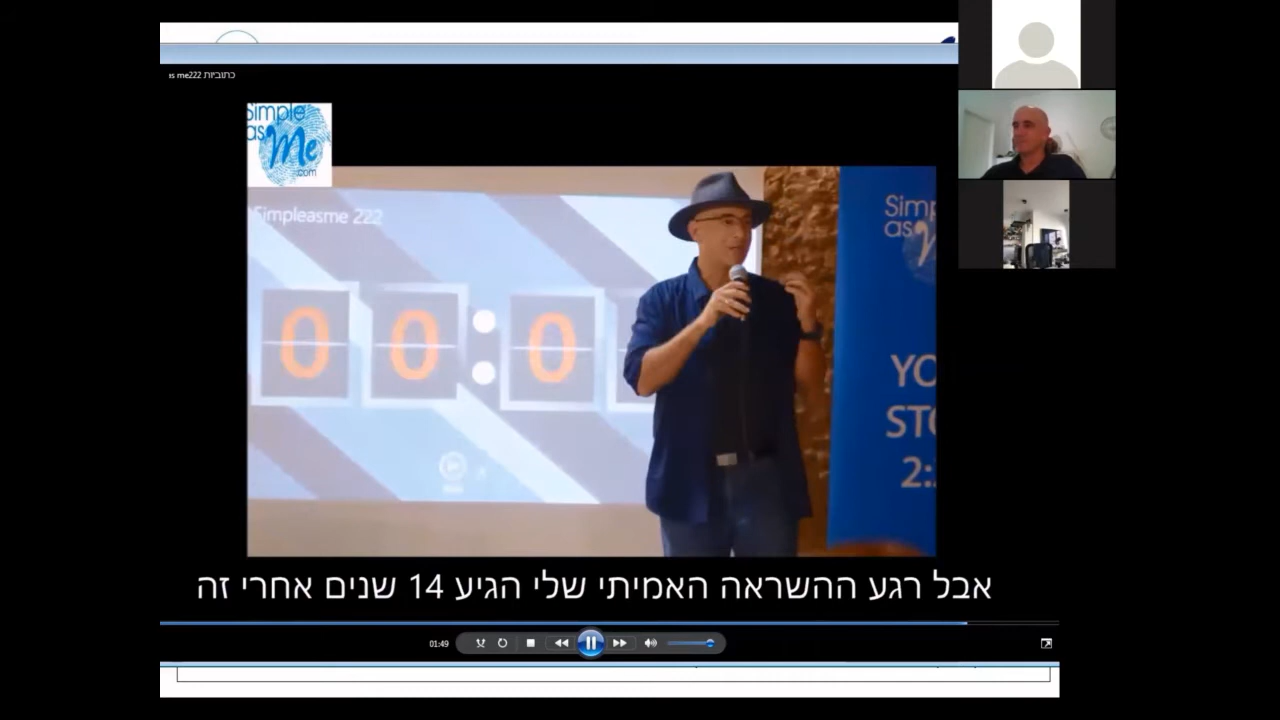 as me222 כתוביות
Simple
as
Me
.com
Simpleasme 222
00:0
Simp
as
YO
STO
2:
אבל רגע ההשראה האמיתי שלי הגיע 14 שנים אחרי זה
01:49